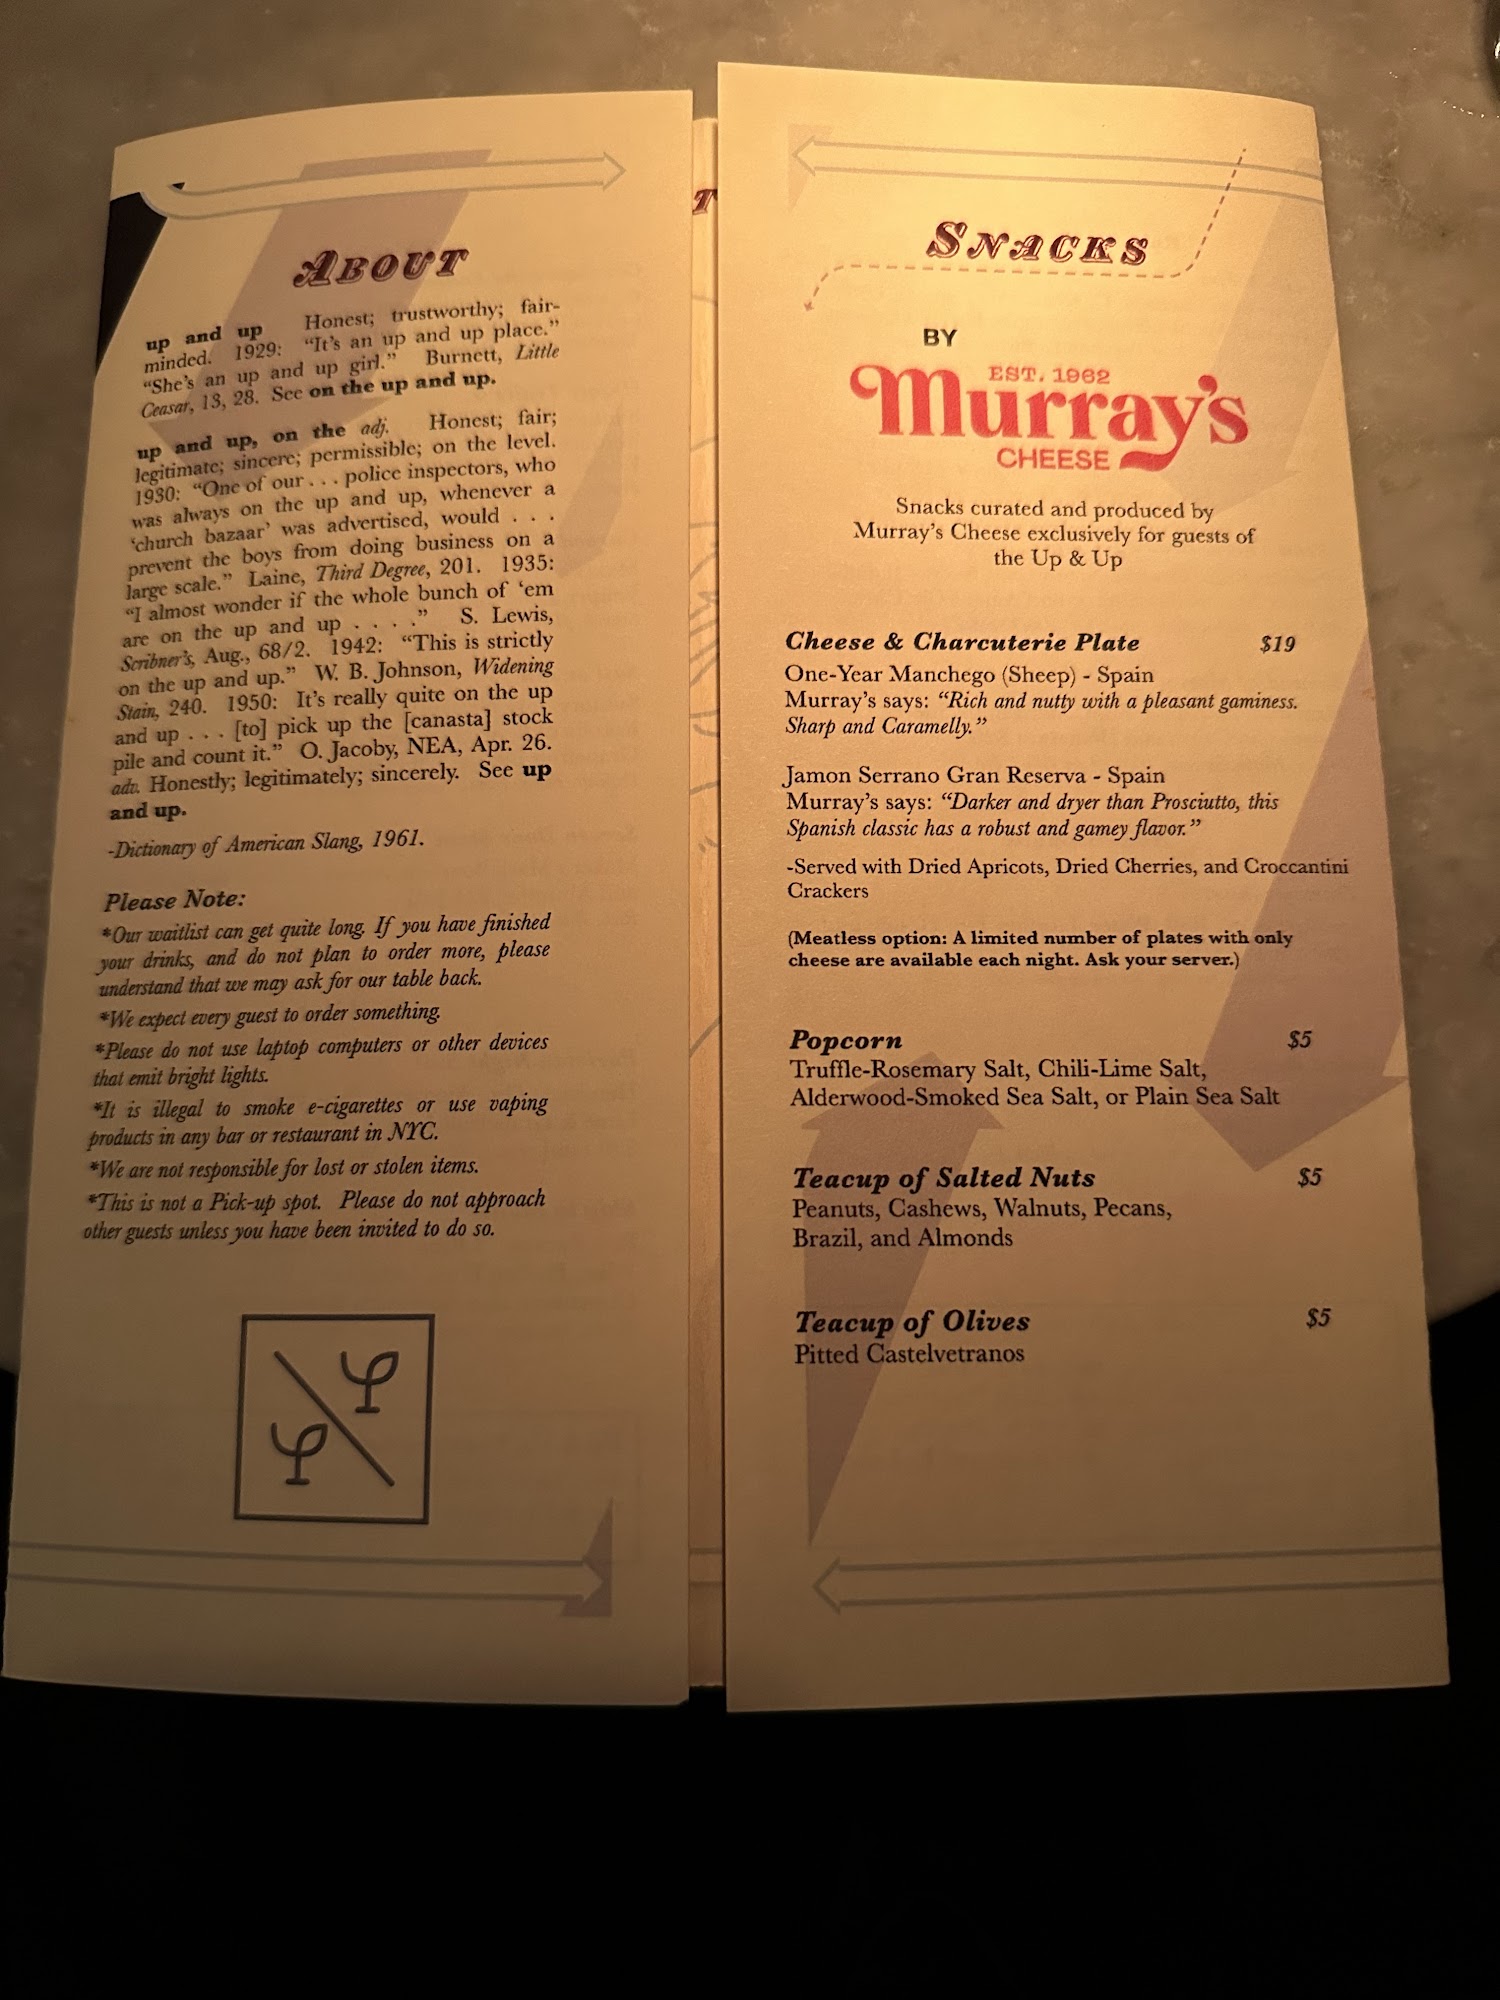 ABOUT
up and up Honest; trustworthy; fair-
minded. 1929: “It’s an up and up place.”
“She’s an up and up girl.” Burnett, Little
Ceasar, 13, 28. See on the up and up.
up and up, on the adj. Honest; fair;
legitimate; sincere; permissible; on the level.
1930: “One of our . . . police inspectors, who
was always on the up and up, whenever a
‘church bazaar’ was advertised, would . . .
prevent the boys from doing business on a
large scale.” Laine, Third Degree, 201. 1935:
“I almost wonder if the whole bunch of ‘em
are on the up and up . . . .” S. Lewis,
Scribner’s, Aug., 68/2. 1942: “This is strictly
on the up and up.” W. B. Johnson, Widening
Stain, 240. 1950: It’s really quite on the up
and up . . . [to] pick up the [canasta] stock
pile and count it.” O. Jacoby, NEA, Apr. 26.
adv. Honestly; legitimately; sincerely. See up
and up.
-Dictionary of American Slang, 1961.
Please Note:
*Our waitlist can get quite long. If you have finished
your drinks, and do not plan to order more, please
understand that we may ask for our table back.
*We expect every guest to order something.
*Please do not use laptop computers or other devices
that emit bright lights.
*It is illegal to smoke e-cigarettes or use vaping
products in any bar or restaurant in NYC.
*We are not responsible for lost or stolen items.
*This is not a Pick-up spot. Please do not approach
other guests unless you have been invited to do so.
T
SNACKS
BY
EST. 1962
Murray’s
CHEESE
Snacks curated and produced by
Murray’s Cheese exclusively for guests of
the Up & Up
Cheese & Charcuterie Plate $19
One-Year Manchego (Sheep) - Spain
Murray’s says: “Rich and nutty with a pleasant gaminess.
Sharp and Caramelly.”
Jamon Serrano Gran Reserva - Spain
Murray’s says: “Darker and dryer than Prosciutto, this
Spanish classic has a robust and gamey flavor.”
-Served with Dried Apricots, Dried Cherries, and Croccantini
Crackers
(Meatless option: A limited number of plates with only
cheese are available each night. Ask your server.)
Popcorn $5
Truffle-Rosemary Salt, Chili-Lime Salt,
Alderwood-Smoked Sea Salt, or Plain Sea Salt
Teacup of Salted Nuts $5
Peanuts, Cashews, Walnuts, Pecans,
Brazil, and Almonds
Teacup of Olives $5
Pitted Castelvetranos